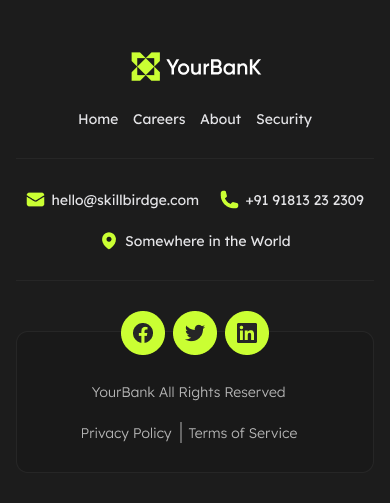 YourBanK
Home Careers About Security
hello@skillbirdge.com +91 91813 23 2309
Somewhere in the World
YourBank All Rights Reserved
Privacy Policy | Terms of Service